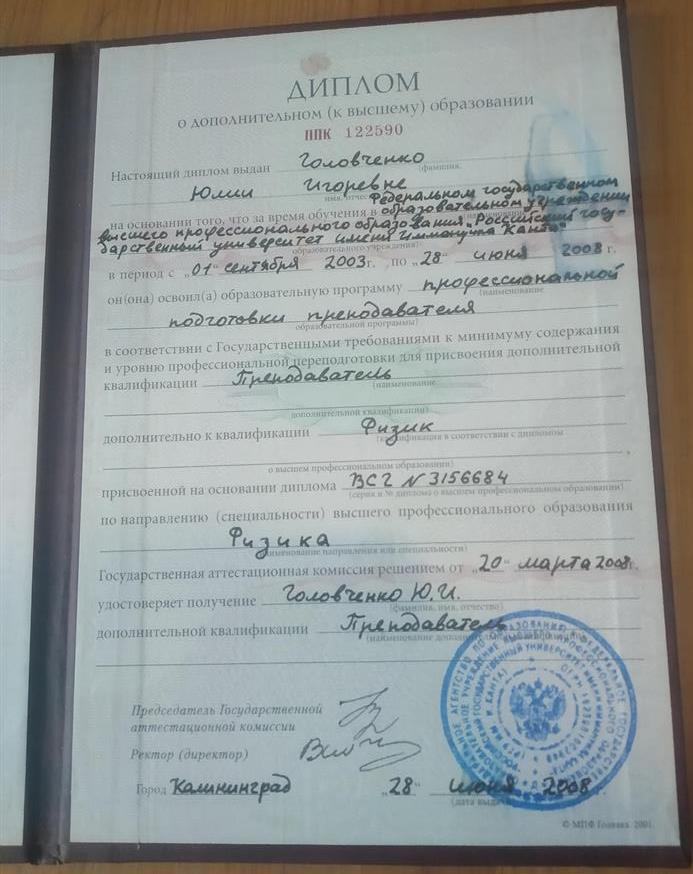 ДИПЛОМ
О ДОПОЛНИТЕЛЬНОМ (К ВЫСШЕМУ) ОБРАЗОВАНИИ
ППК 122590
Настоящий диплом выдан Головченко
(фамилия,
Юлии Игоревне
имя, отчество)
Федеральном государственном
на основании того, что за время обучения в образовательном учреждении
высшего профессионального образования „Российский госу-
дарственный университет имени Иммануила Канта"
образовательного учреждения)
в период с „01" сентября 2003г. по „28" июня 2008г.
он(она) освоил(а) образовательную программу профессиональной
(наименование
подготовки преподавателя
образовательной программы)
в соответствии с Государственными требованиями к минимуму содержания
и уровню профессиональной переподготовки для присвоения дополнительной
квалификации Преподаватель
(наименование
дополнительной квалификации)
дополнительно к квалификации Физик
(квалификация в соответствии с дипломом
о высшем профессиональном образовании)
присвоенной на основании диплома ВСГ N 3156684
(серия и № диплома о высшем профессиональном образовании)
по направлению (специальности) высшего профессионального образования
Физика
(наименование направления или специальности)
Государственная аттестационная комиссия решением от „20" марта 2008г.
удостоверяет получение Головченко Ю.И.
(фамилия, имя, отчество)
дополнительной квалификации Преподаватель
(наименование дополнительной квалификации)
Председатель Государственной
аттестационной комиссии
Ректор (директор)
Город Калининград „28" июня 2008
(дата выдачи)
© МПФ Гознака. 2001.